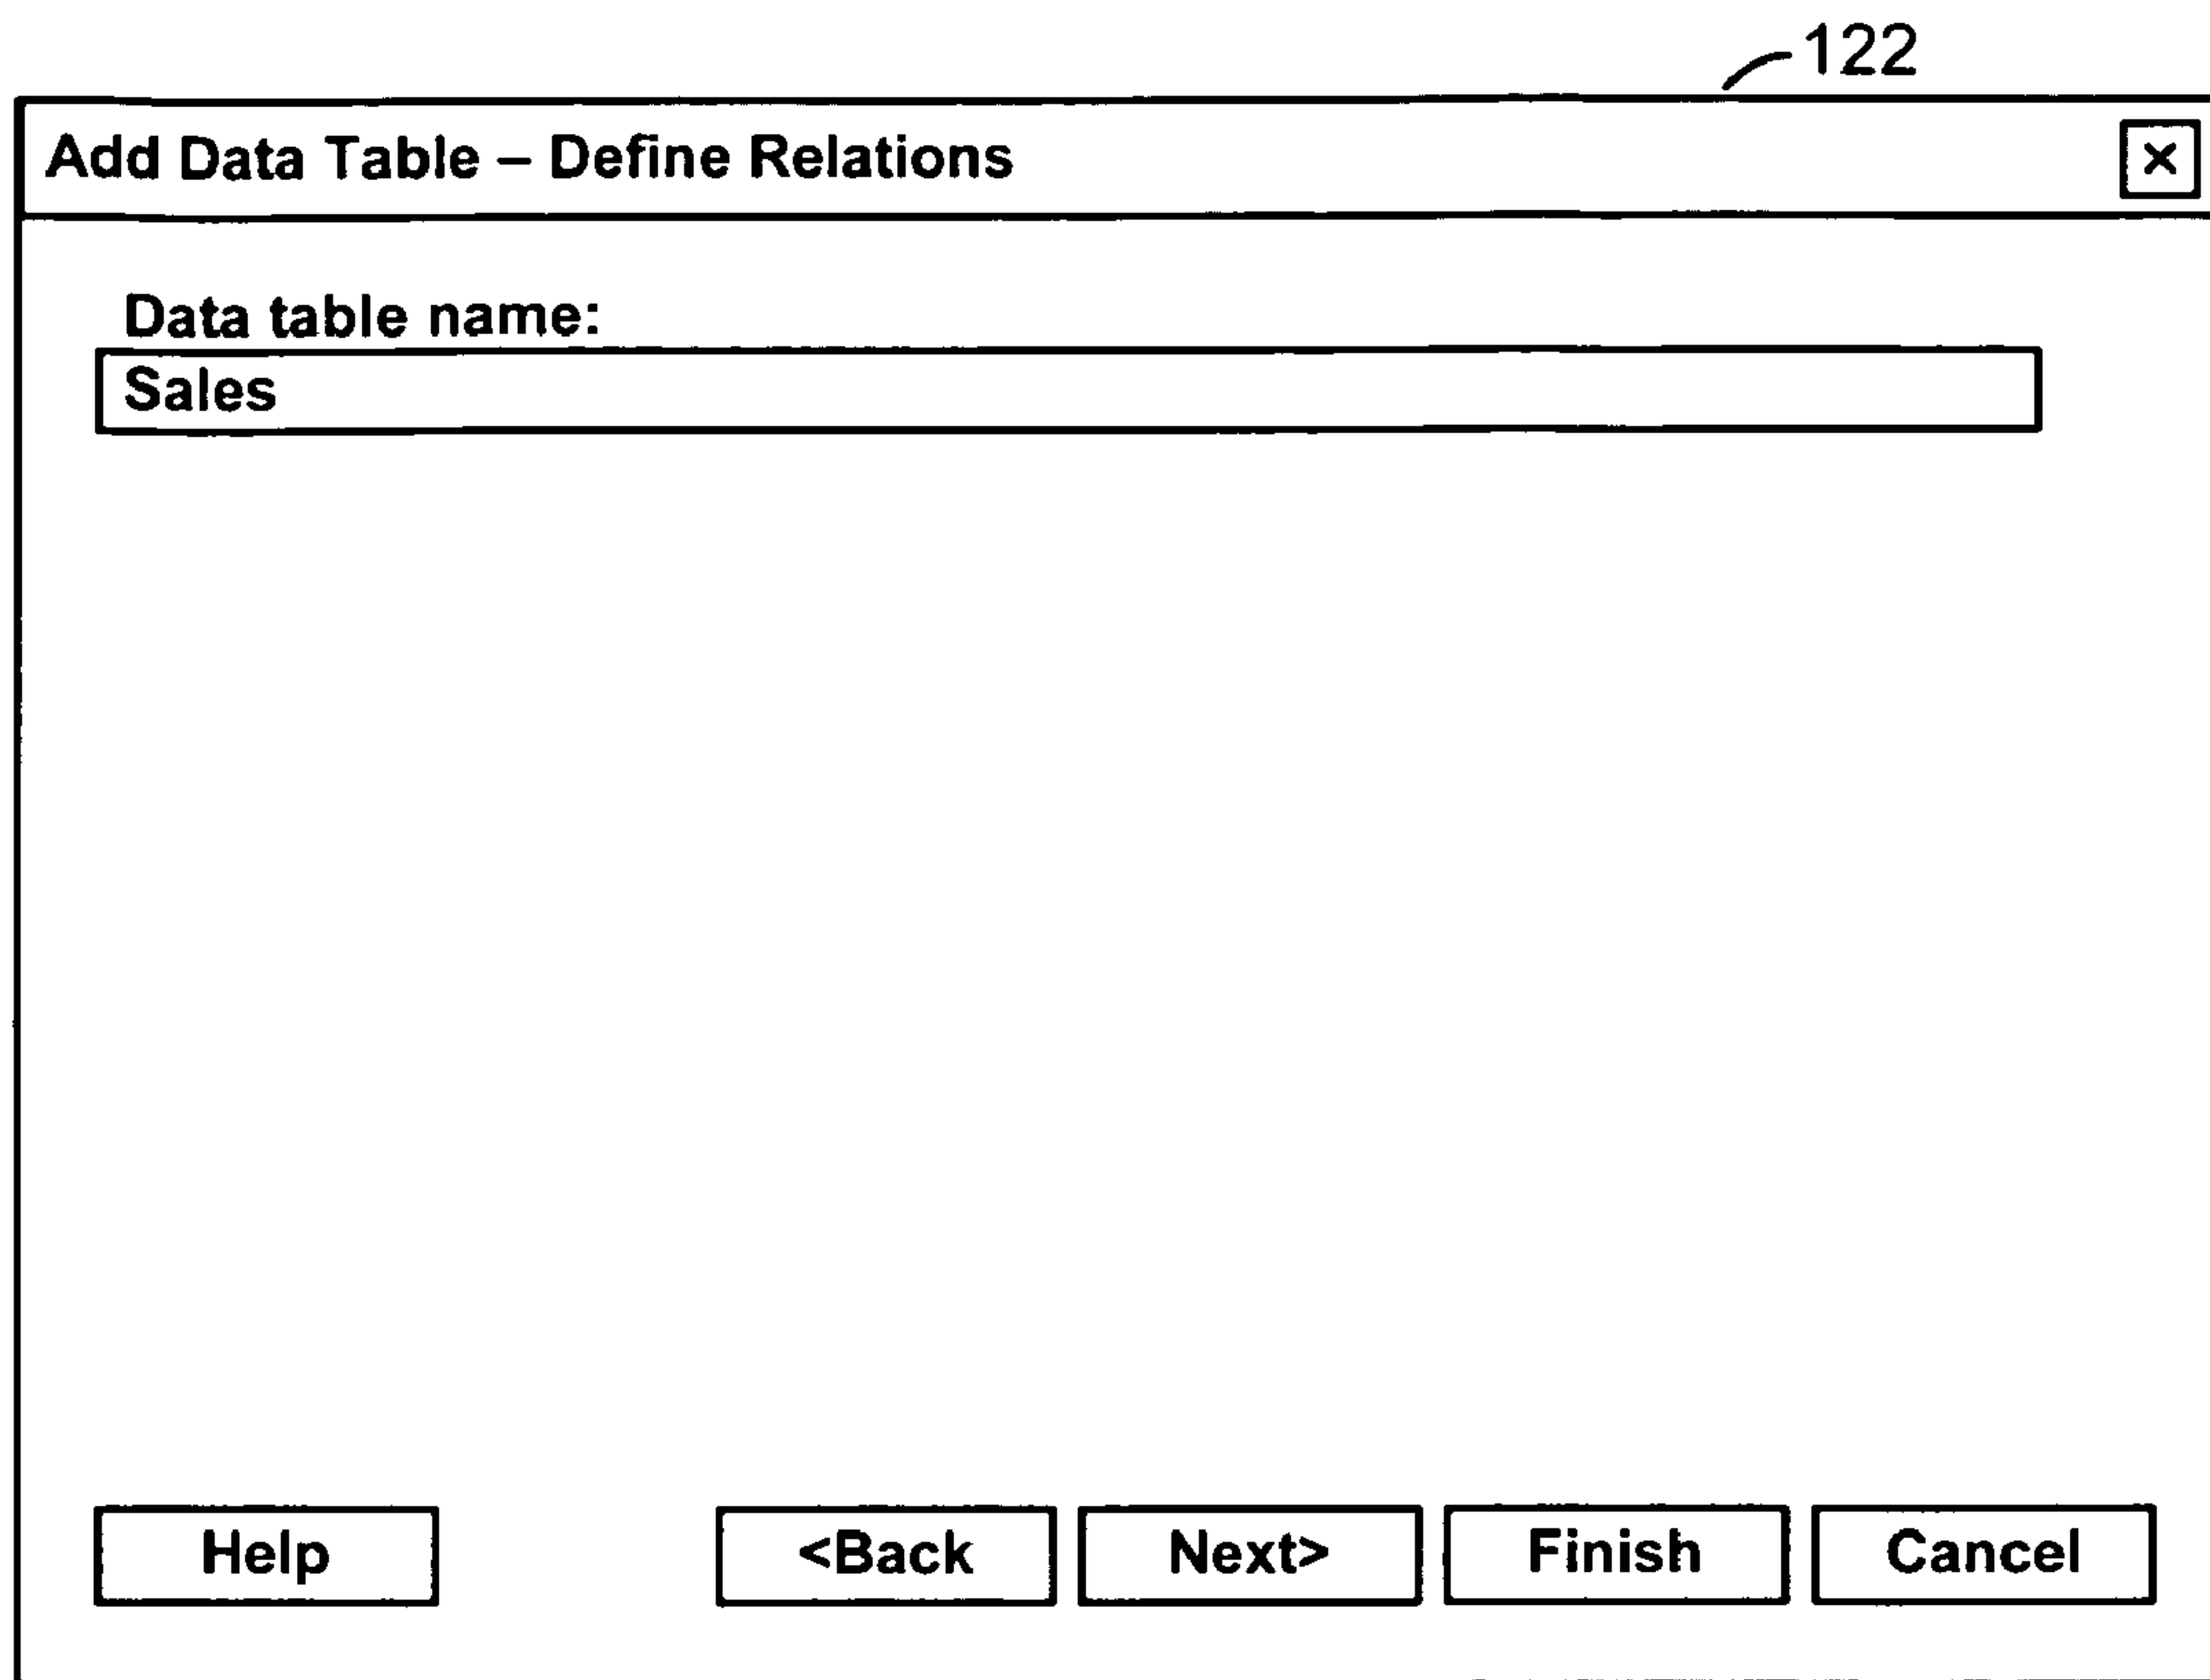 122
Add Data Table – Define Relations x
Data table name:
Sales
Help <Back Next> Finish Cancel